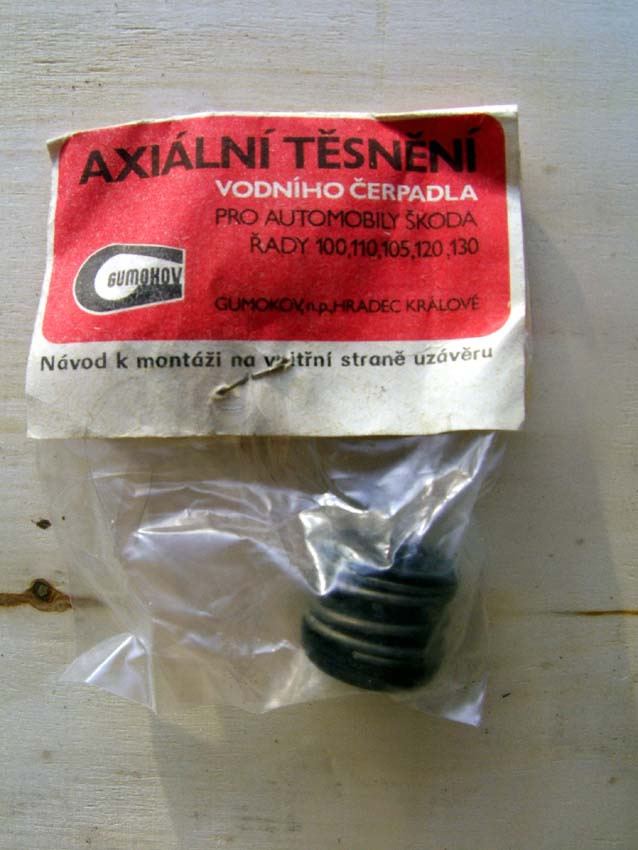 AXIÁLNÍ TĚSNĚNÍ
VODNÍHO ČERPADLA
PRO AUTOMOBILY ŠKODA
ŘADY 100,110,105,120,130
GUMOKOV
GUMOKOV,n.p.,HRADEC KRÁLOVÉ
Návod k montáži na vnitřní straně uzávěru